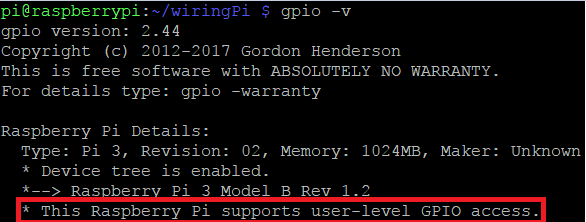 pi@raspberrypi:~/wiringPi $ gpio -v
gpio version: 2.44
Copyright (c) 2012-2017 Gordon Henderson
This is free software with ABSOLUTELY NO WARRANTY.
For details type: gpio -warranty

Raspberry Pi Details:
  Type: Pi 3, Revision: 02, Memory: 1024MB, Maker: Unknown
  * Device tree is enabled.
  *--> Raspberry Pi 3 Model B Rev 1.2
  * This Raspberry Pi supports user-level GPIO access.